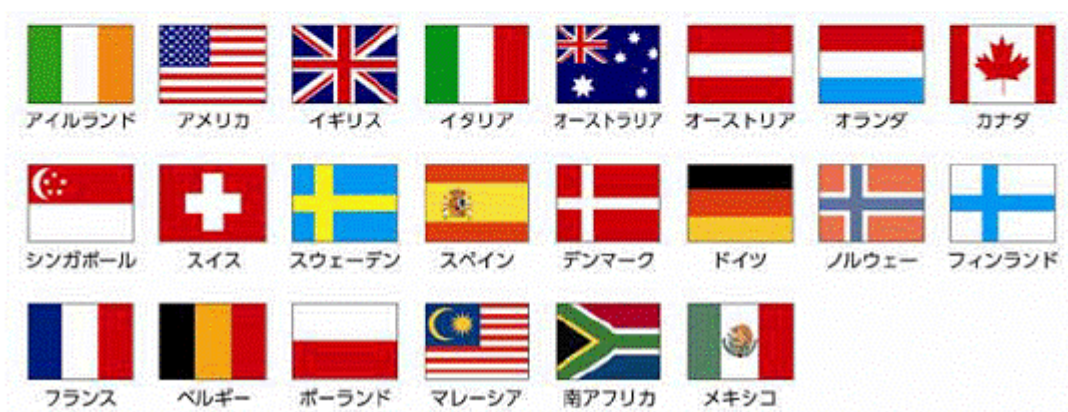 アイルランド アメリカ イギリス イタリア オーストラリア オーストリア オランダ カナダ
シンガポール スイス スウェーデン スペイン デンマーク ドイツ ノルウェー フィンランド
フランス ベルギー ポーランド マレーシア 南アフリカ メキシコ